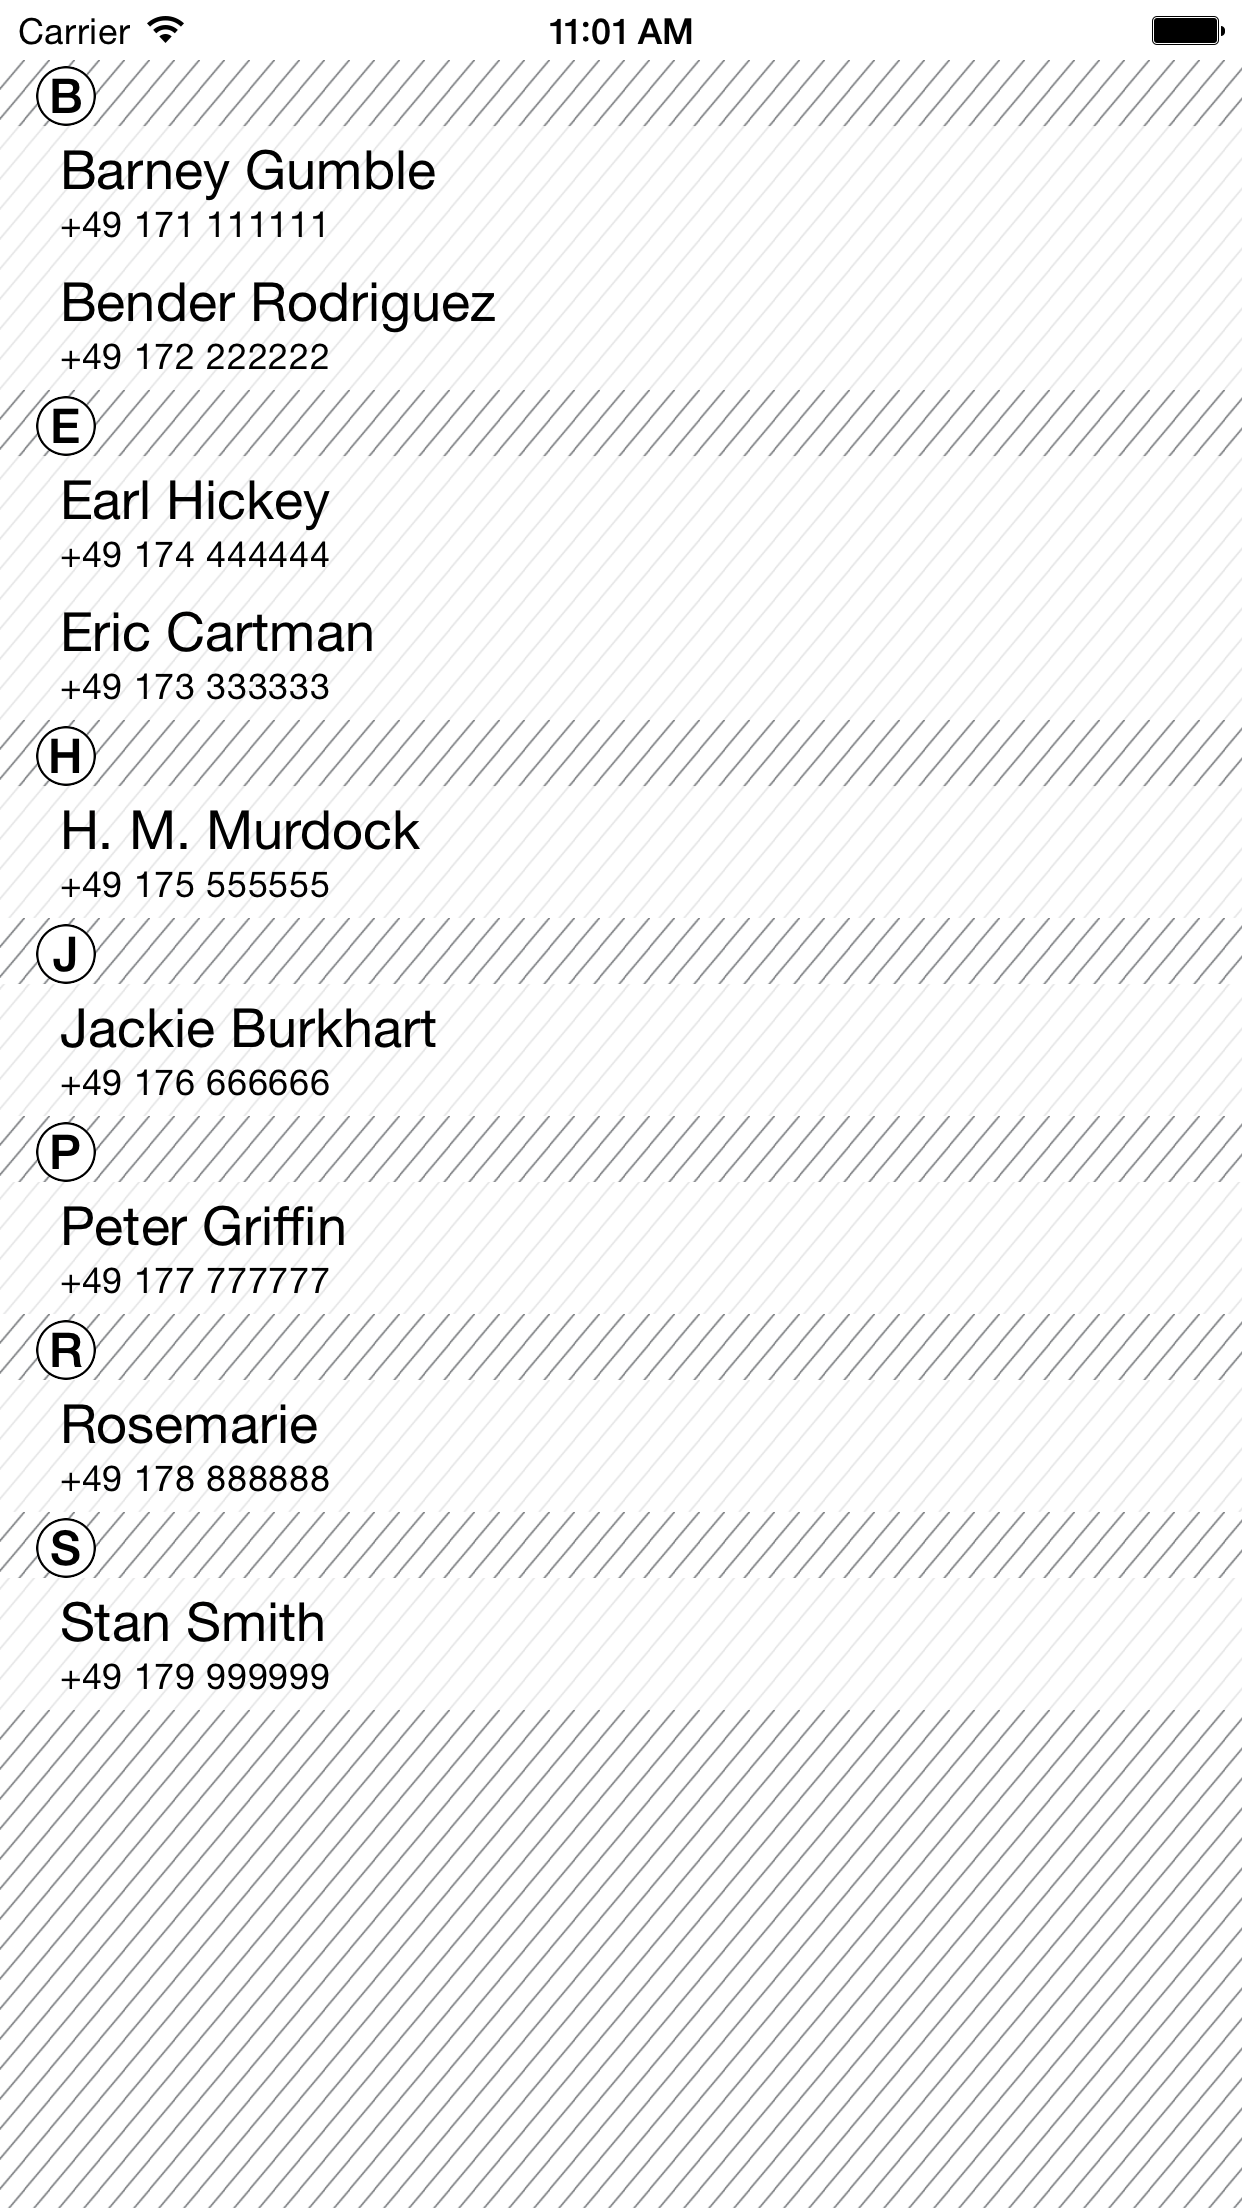 Carrier 11:01 AM
B
Barney Gumble
+49 171 111111
Bender Rodriguez
+49 172 222222
E
Earl Hickey
+49 174 444444
Eric Cartman
+49 173 333333
H
H. M. Murdock
+49 175 555555
J
Jackie Burkhart
+49 176 666666
P
Peter Griffin
+49 177 777777
R
Rosemarie
+49 178 888888
S
Stan Smith
+49 179 999999